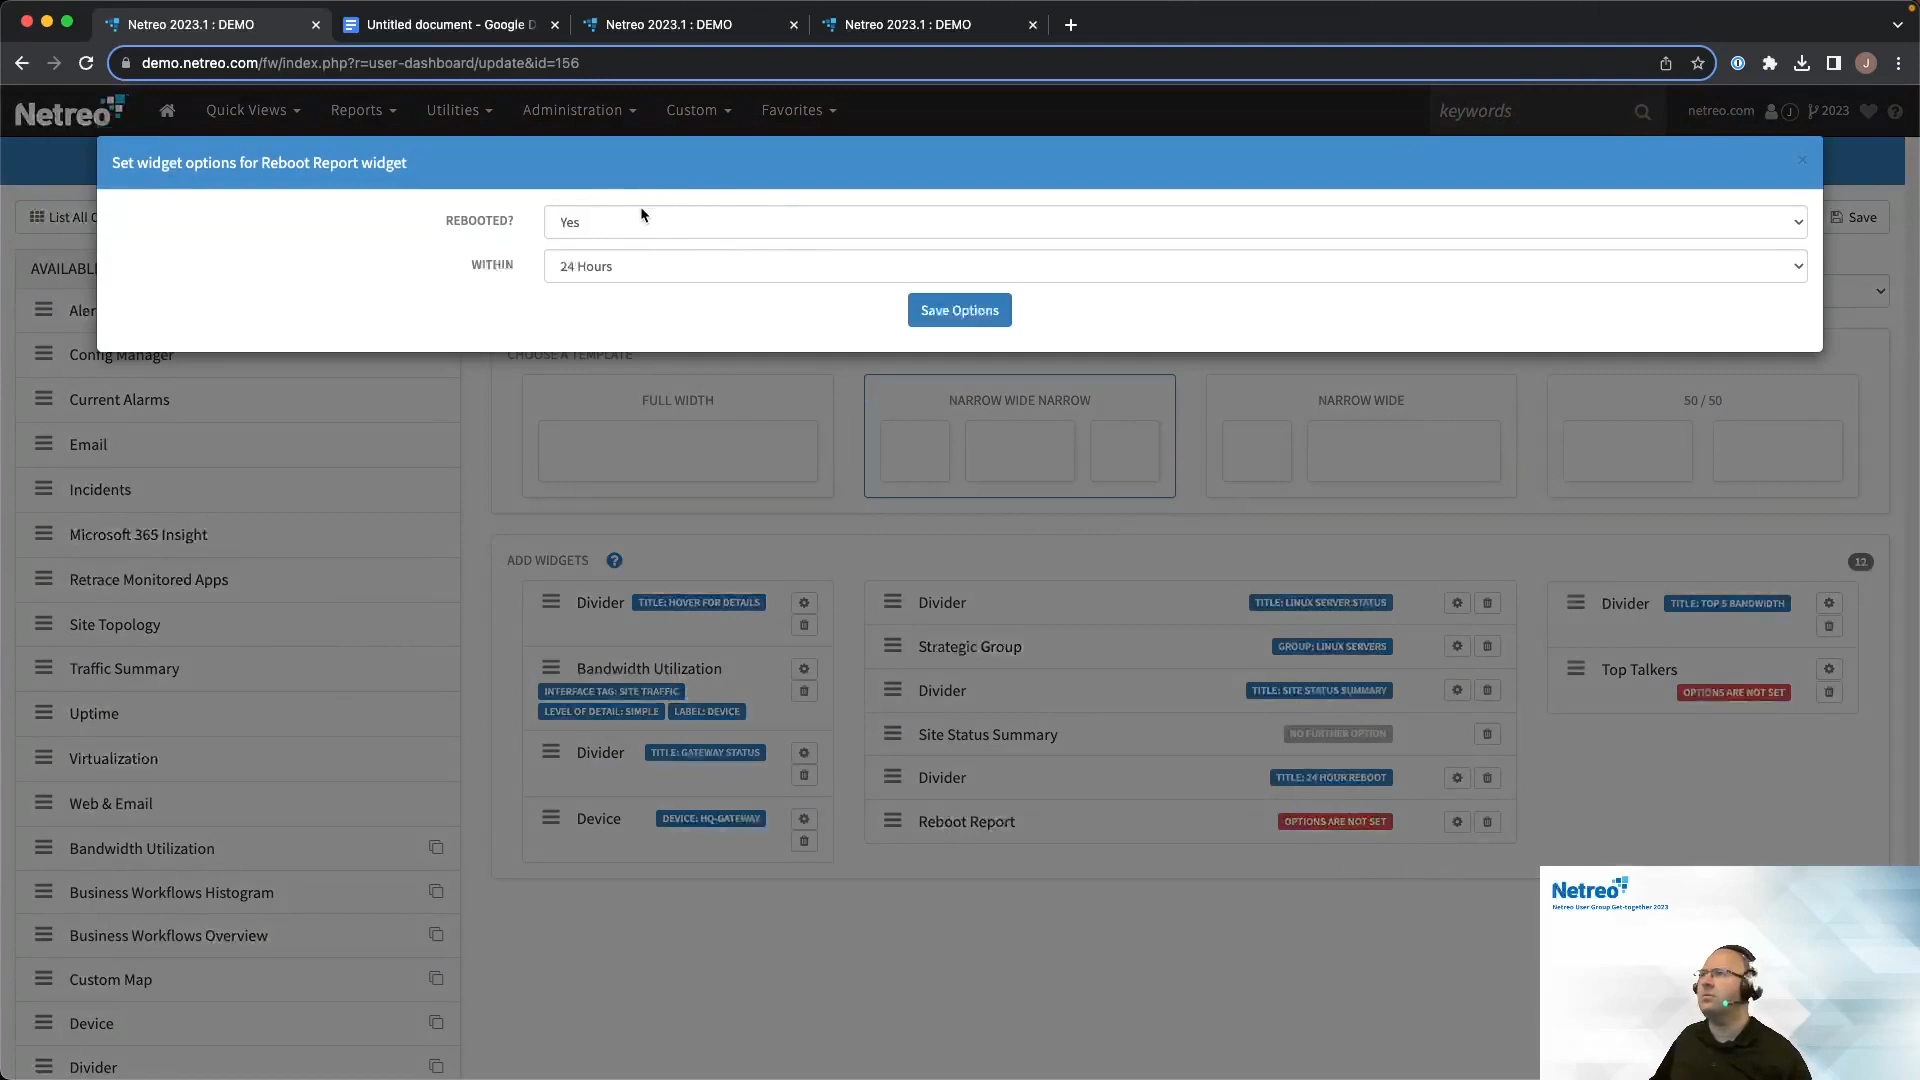 Netreo 2023.1 : DEMO
Untitled document - Google D
Netreo 2023.1 : DEMO
Netreo 2023.1 : DEMO
demo.netreo.com/fw/index.php?r=user-dashboard/update&id=156
J
Netreo
Quick Views
Reports
Utilities
Administration
Custom
Favorites
keywords
netreo.com
J
2023
Set widget options for Reboot Report widget
REBOOTED?
Yes
WITHIN
24 Hours
Save Options
List All
Save
AVAILABL
Aler
Config Manager
Current Alarms
Email
Incidents
Microsoft 365 Insight
Retrace Monitored Apps
Site Topology
Traffic Summary
Uptime
Virtualization
Web & Email
Bandwidth Utilization
Business Workflows Histogram
Business Workflows Overview
Custom Map
Device
Divider
CHOOSE A TEMPLATE
FULL WIDTH
NARROW WIDE NARROW
NARROW WIDE
50 / 50
ADD WIDGETS
12
Divider TITLE: HOVER FOR DETAILS
Bandwidth Utilization
INTERFACE TAG: SITE TRAFFIC
LEVEL OF DETAIL: SIMPLE LABEL: DEVICE
Divider TITLE: GATEWAY STATUS
Device DEVICE: HQ-GATEWAY
Divider TITLE: LINUX SERVER STATUS
Strategic Group GROUP: LINUX SERVERS
Divider TITLE: SITE STATUS SUMMARY
Site Status Summary NO FURTHER OPTION
Divider TITLE: 24 HOUR REBOOT
Reboot Report OPTIONS ARE NOT SET
Divider TITLE: TOP 5 BANDWIDTH
Top Talkers
OPTIONS ARE NOT SET
Netreo
Netreo User Group Get-together 2023